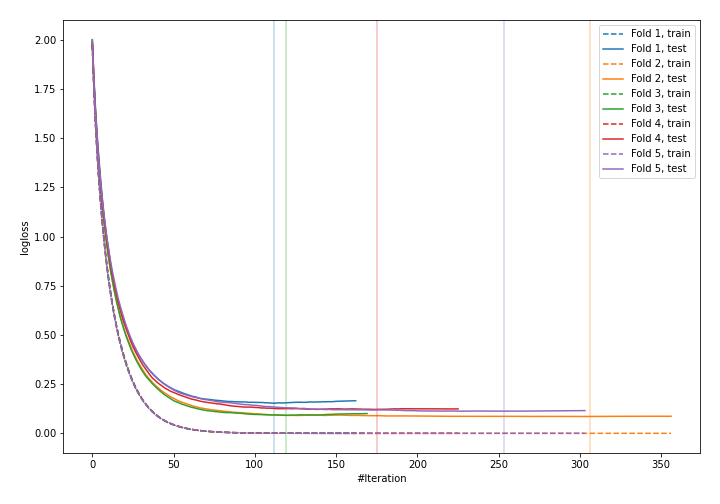 2.00
1.75
1.50
1.25
1.00
0.75
0.50
0.25
0.00
logloss
0
50
100
150
200
250
300
350
#Iteration
Fold 1, train
Fold 1, test
Fold 2, train
Fold 2, test
Fold 3, train
Fold 3, test
Fold 4, train
Fold 4, test
Fold 5, train
Fold 5, test